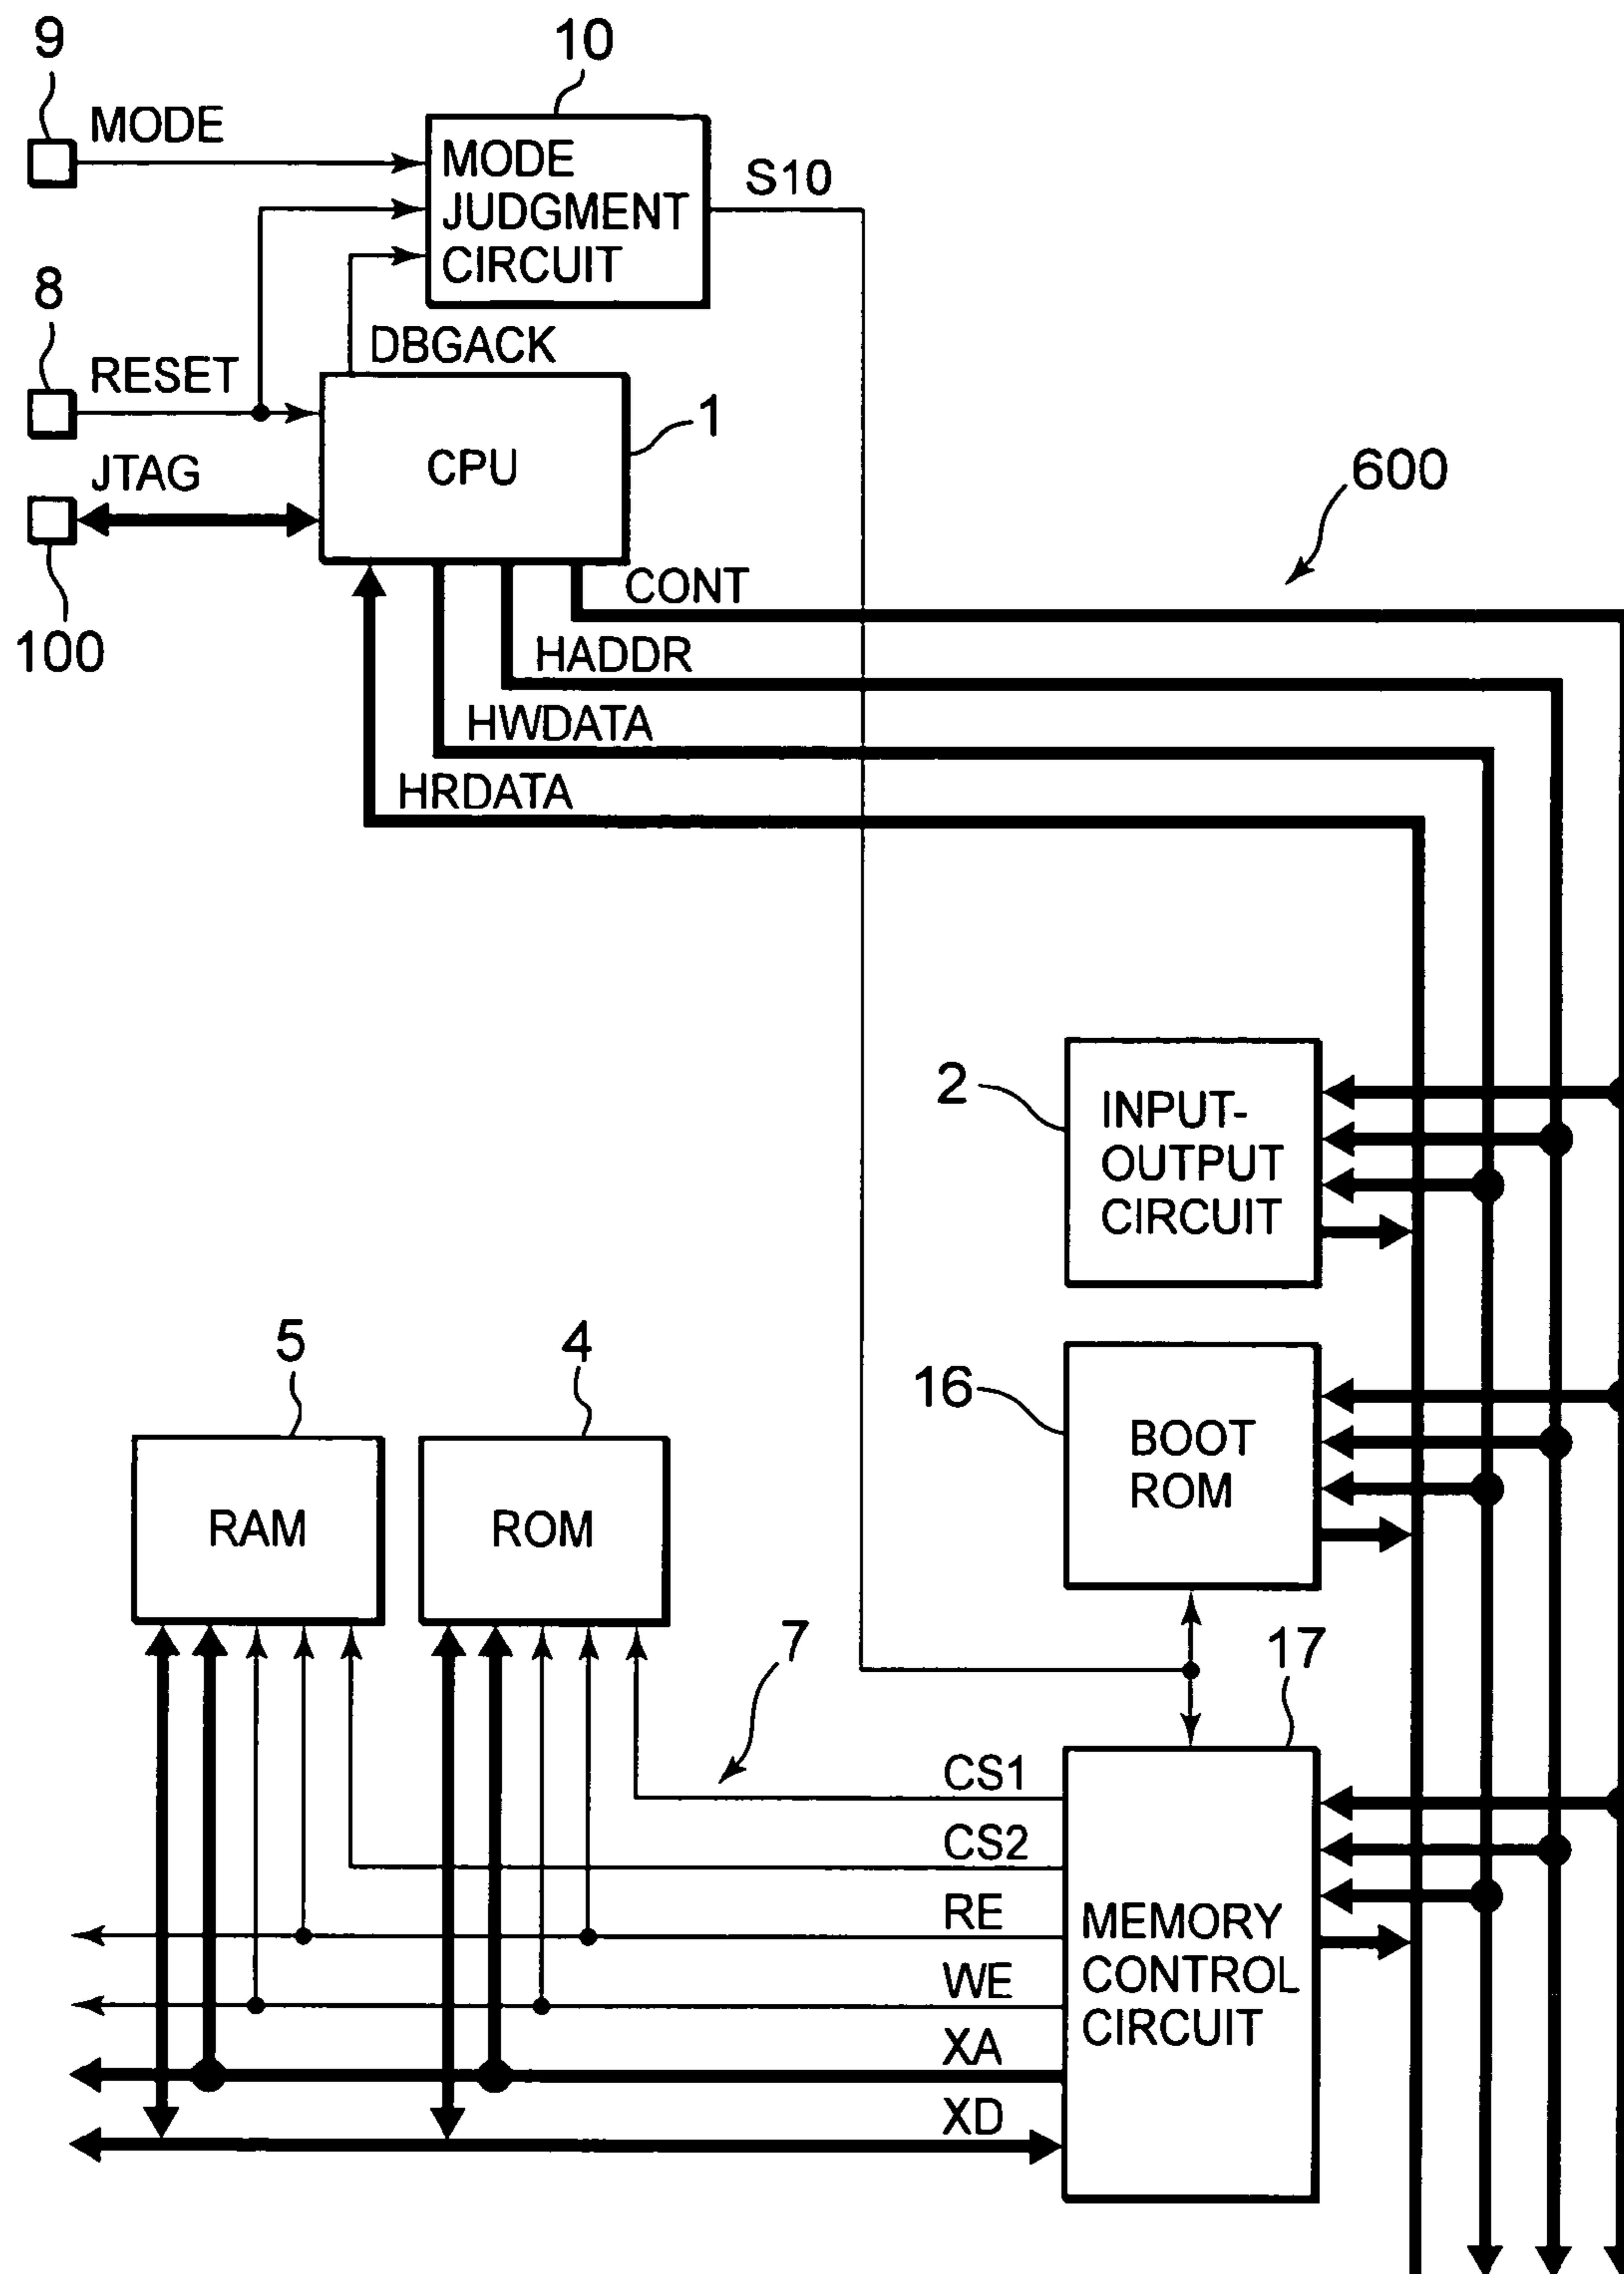 9
10
MODE
MODE
JUDGMENT
CIRCUIT
S10
8
DBGACK
RESET
1
CPU
JTAG
600
100
CONT
HADDR
HWDATA
HRDATA
2
INPUT-
OUTPUT
CIRCUIT
5
4
16
BOOT
ROM
RAM
ROM
7
17
CS1
CS2
RE
WE
XA
XD
MEMORY
CONTROL
CIRCUIT